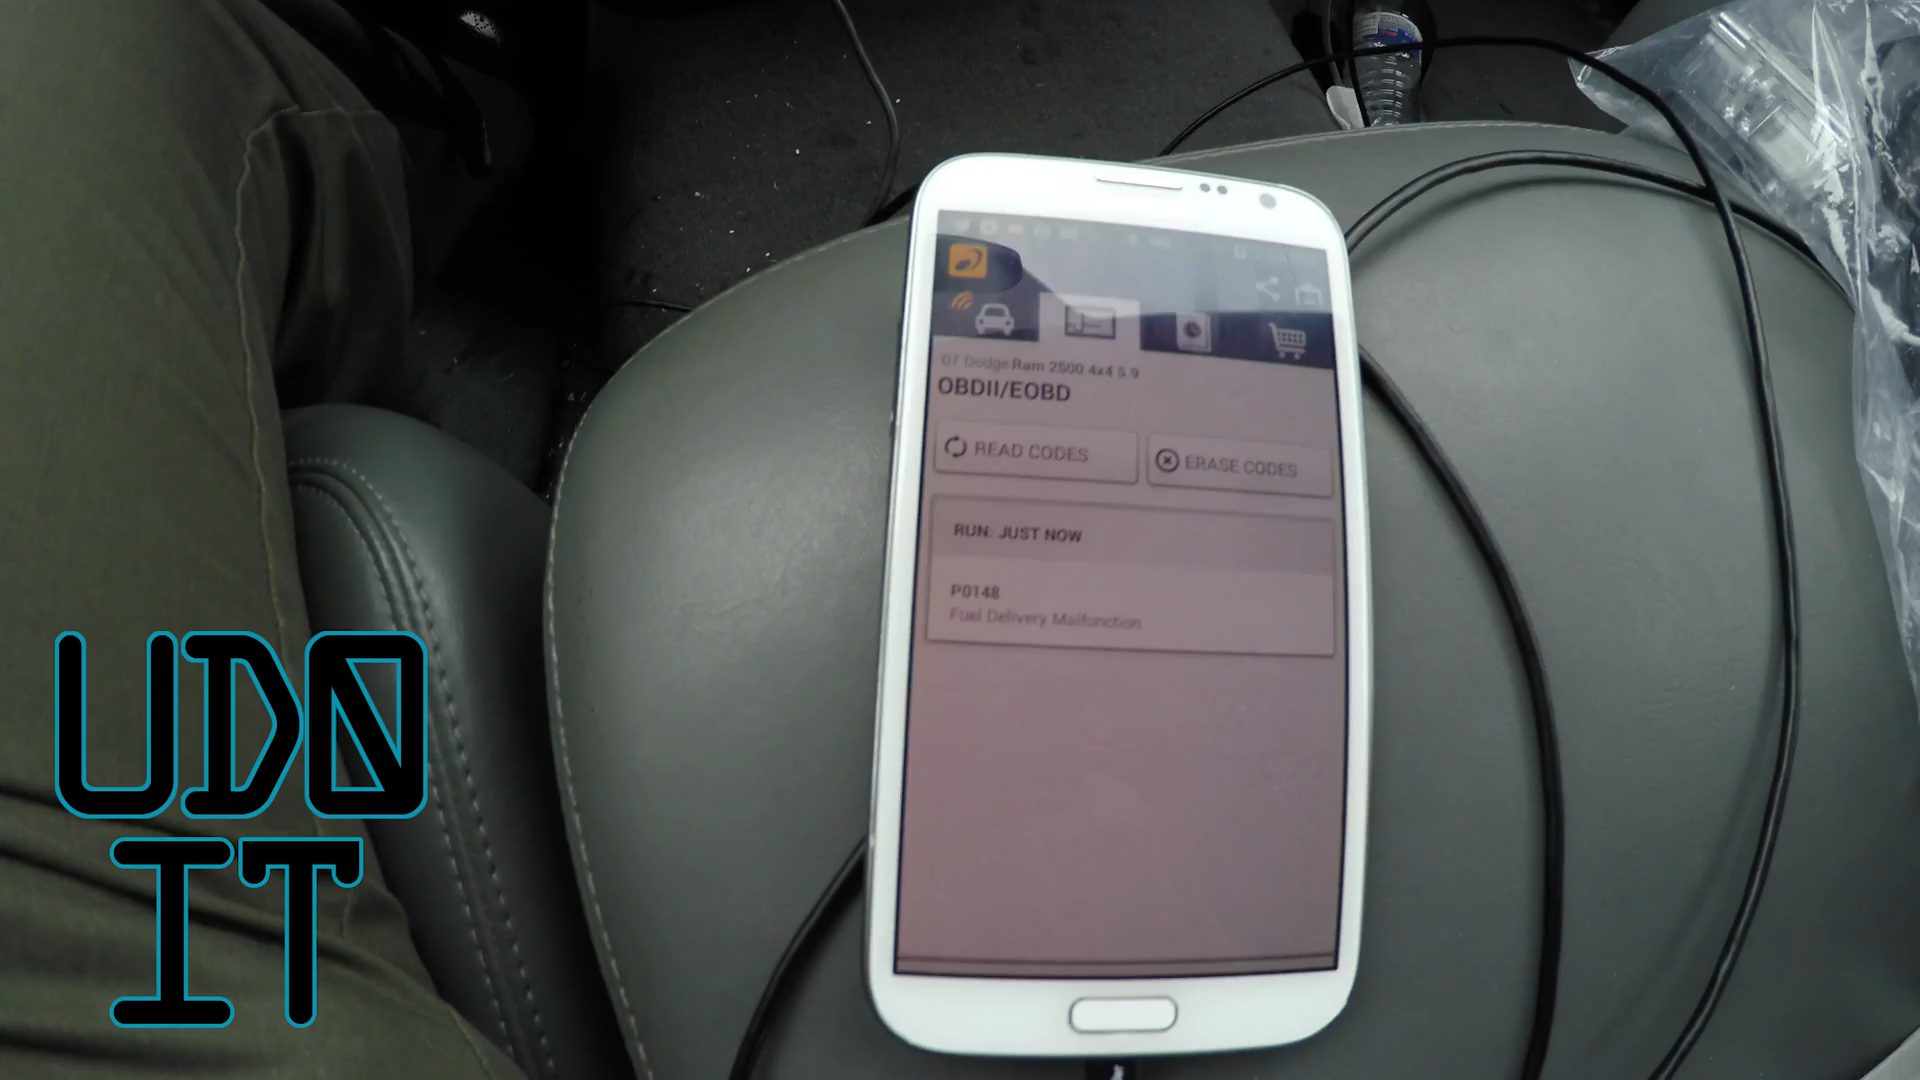 07 Dodge Ram 2500 4x4 5.9
OBDII/EOBD
READ CODES
ERASE CODES
RUN: JUST NOW
P0148
Fuel Delivery Malfunction
UDO
IT